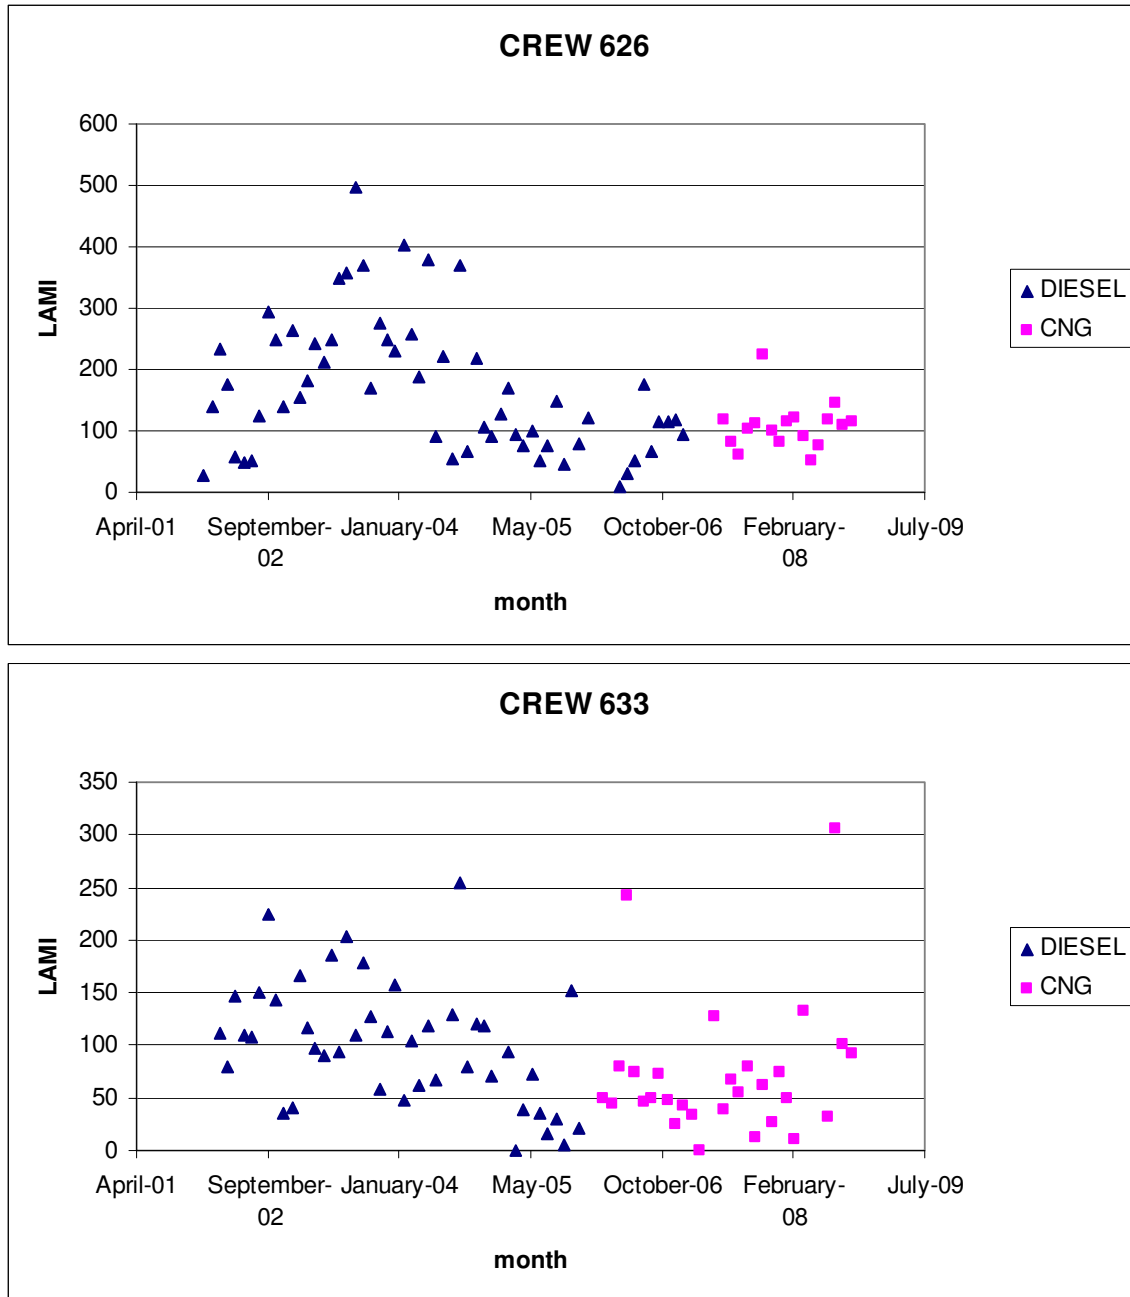 CREW 626
600
500
400
300
200
100
0
LAMI
April-01 September- January-04 May-05 October-06 February- July-09
02 08
month
DIESEL
CNG
CREW 633
350
300
250
200
150
100
50
0
LAMI
April-01 September- January-04 May-05 October-06 February- July-09
02 08
month
DIESEL
CNG